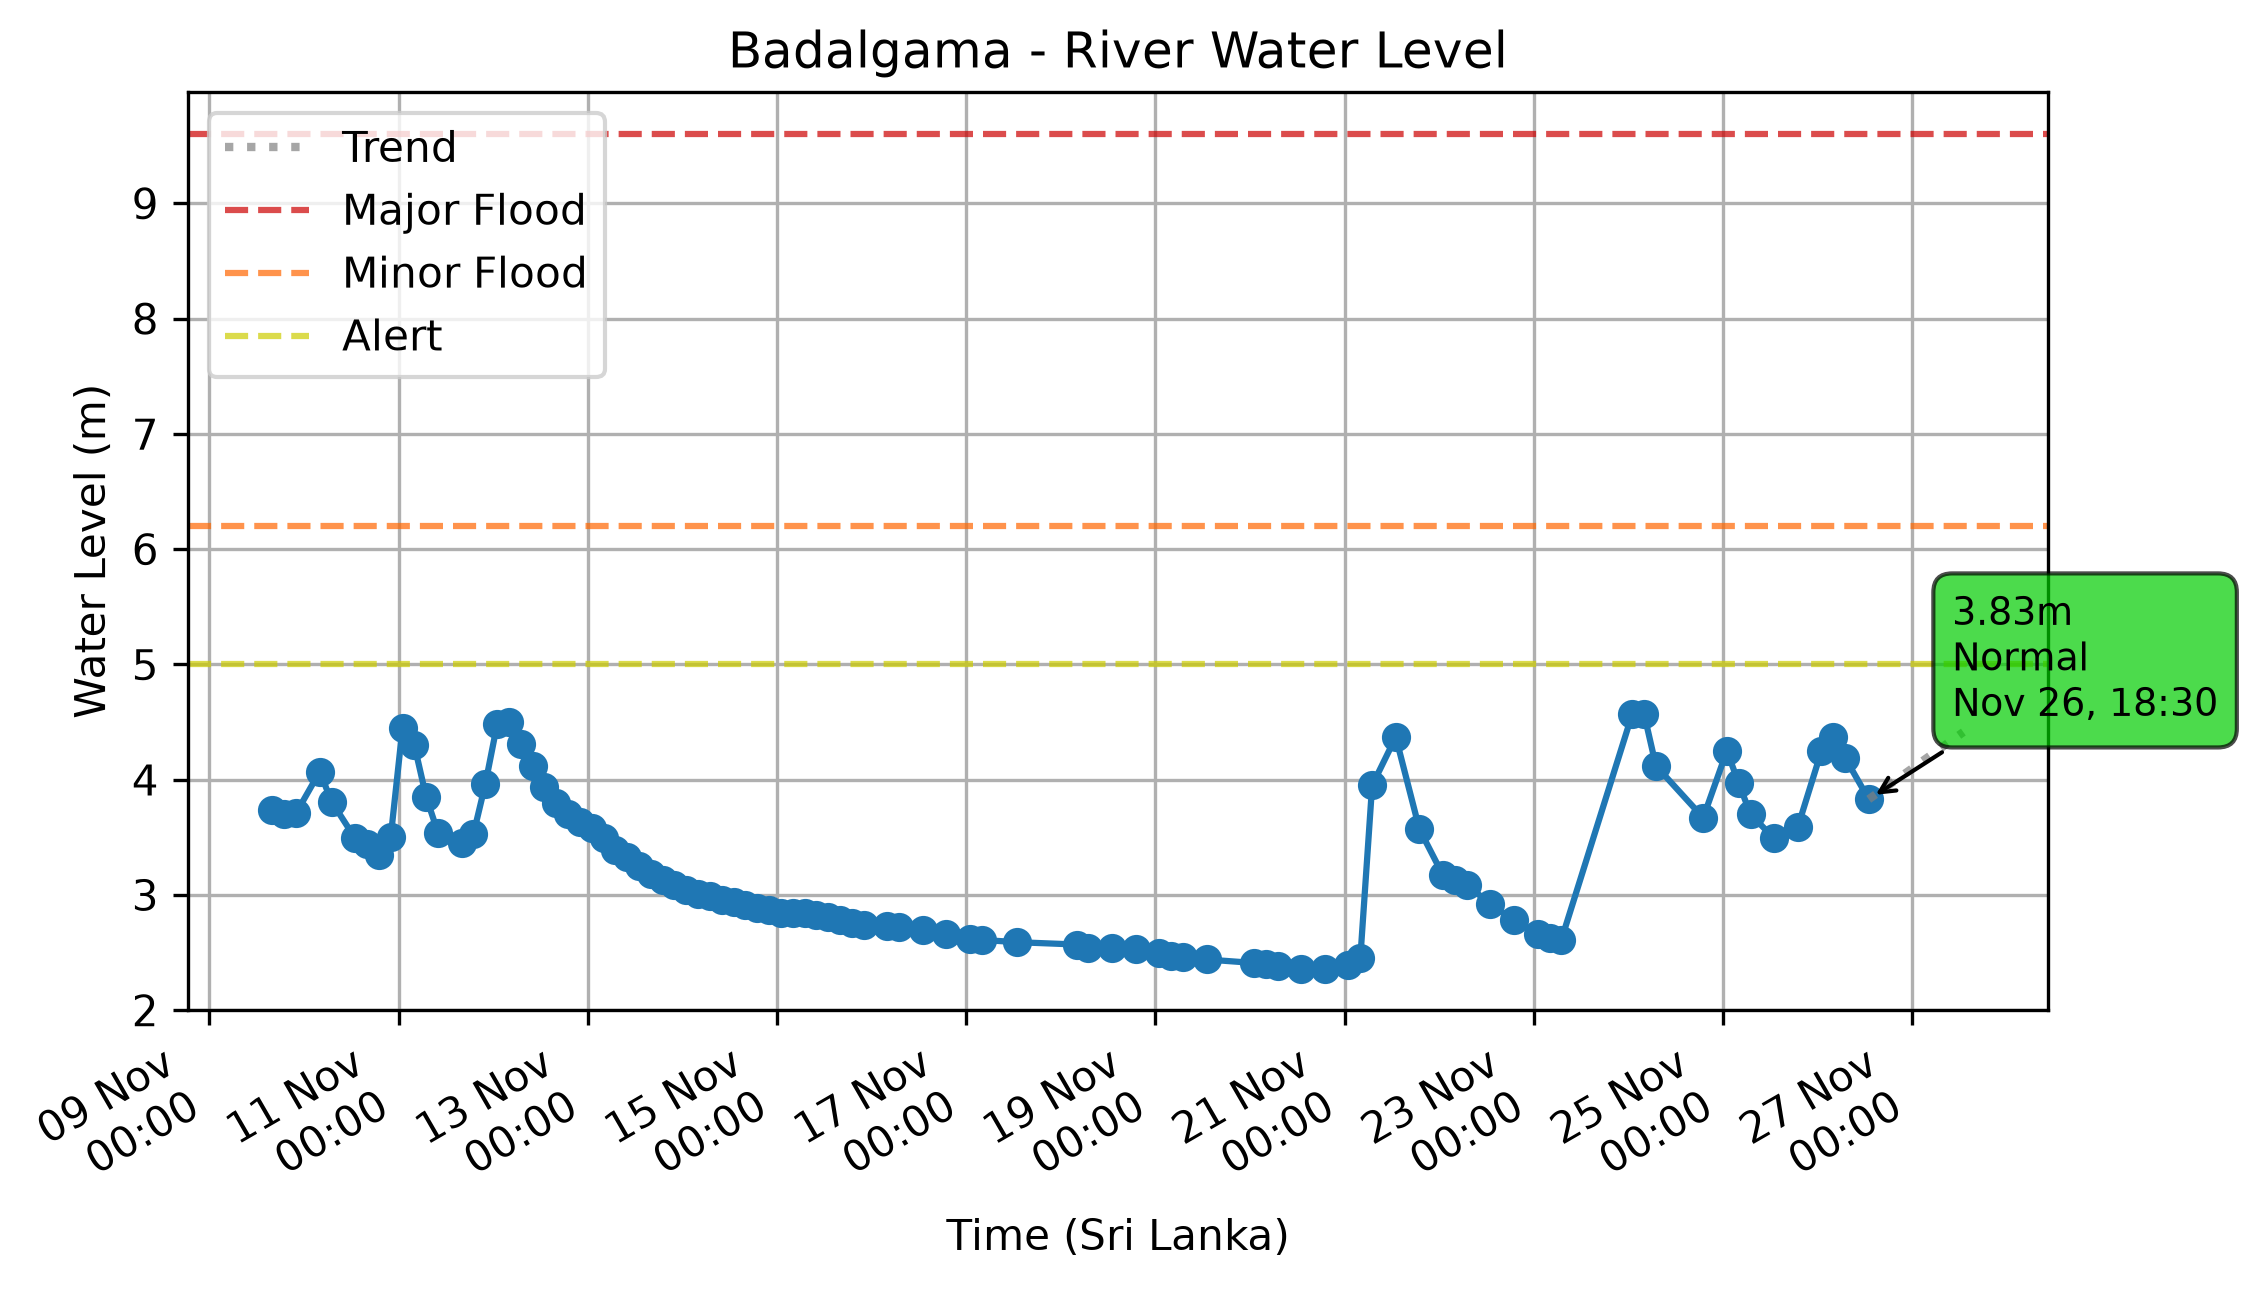 Badalgama - River Water Level
Trend
Major Flood
Minor Flood
Alert
9
8
7
6
5
4
3
2
Water Level (m)
3.83m
Normal
Nov 26, 18:30
09 Nov
00:00
11 Nov
00:00
13 Nov
00:00
15 Nov
00:00
17 Nov
00:00
19 Nov
00:00
21 Nov
00:00
23 Nov
00:00
25 Nov
00:00
27 Nov
00:00
Time (Sri Lanka)